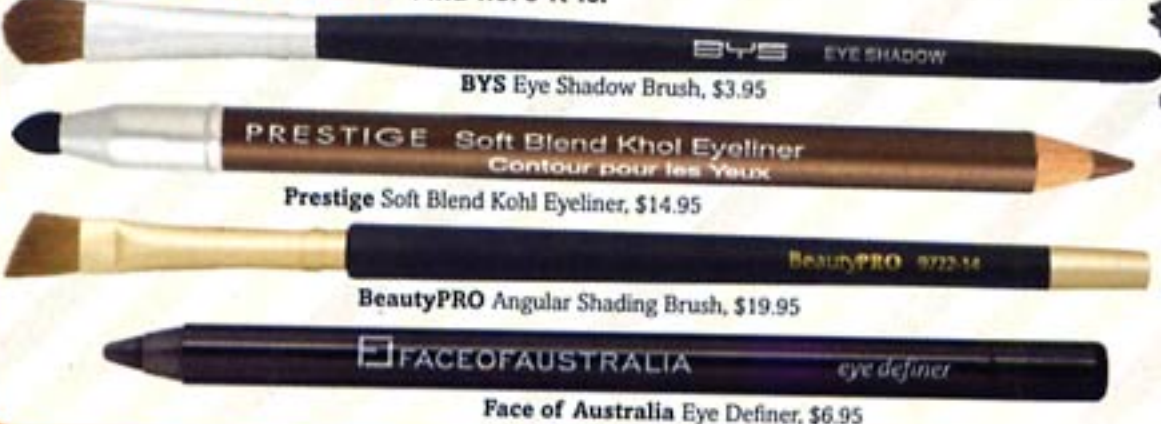 BYS EYE SHADOW
BYS Eye Shadow Brush, $3.95
PRESTIGE Soft Blend Khol Eyeliner
Contour pour les Yeux
Prestige Soft Blend Kohl Eyeliner, $14.95
BeautyPRO 9722-14
BeautyPRO Angular Shading Brush, $19.95
FACEOFAUSTRALIA eye definer
Face of Australia Eye Definer, $6.95